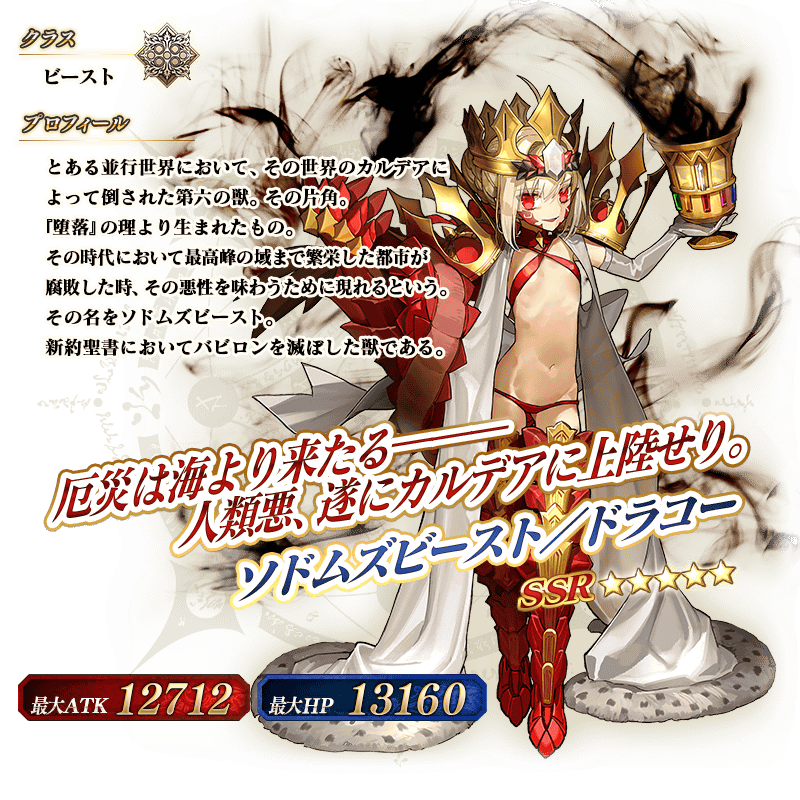 クラス
ビースト
プロフィール
とある並行世界において、その世界のカルデアに
よって倒された第六の獣。その片角。
『堕落』の理より生まれたもの。
その時代において最高峰の域まで繁栄した都市が
腐敗した時、その悪性を味わうために現れるという。
その名をソドムズビースト。
新約聖書においてバビロンを滅ぼした獣である。
厄災は海より来たる――
人類悪、遂にカルデアに上陸せり。
ソドムズビースト／ドラコー
SSR ★★★★★
最大ATK 12712
最大HP 13160